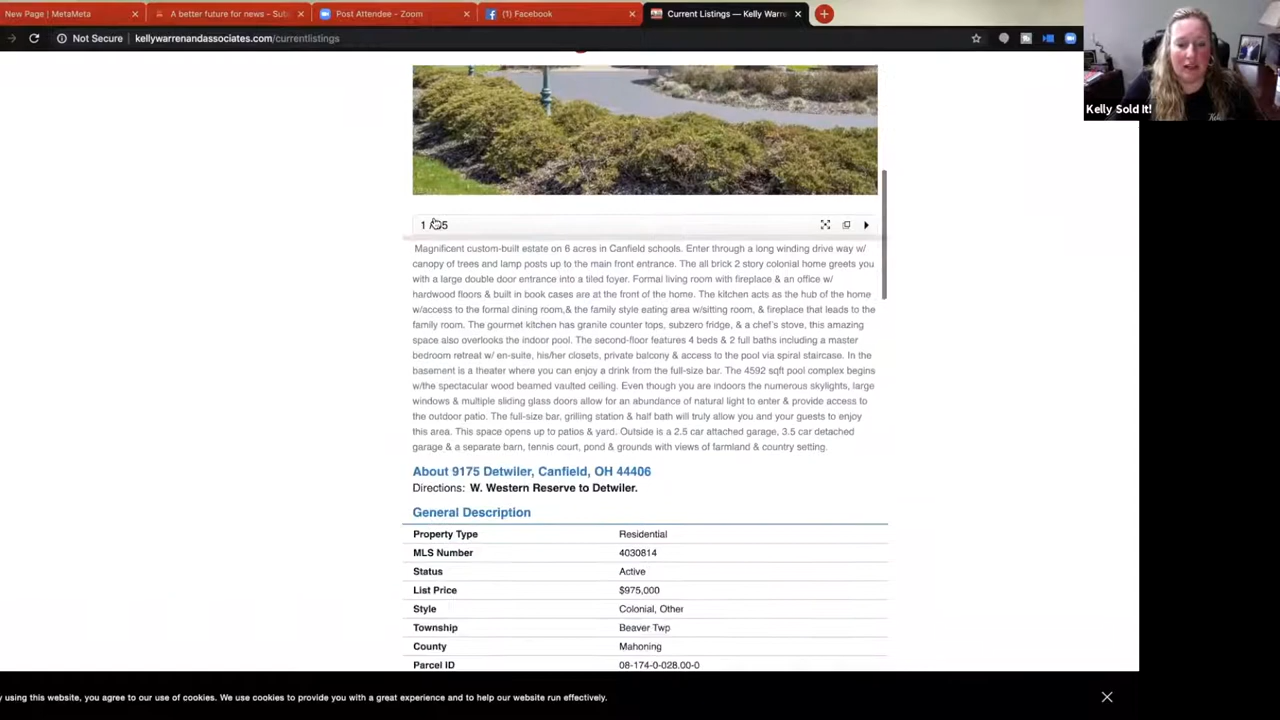 New Page | MetaMeta
A better future for news - Sub
Post Attendee - Zoom
(1) Facebook
Current Listings — Kelly Warre
Not Secure | kellywarrenandassociates.com/currentlistings
Kelly Sold It!
Magnificent custom-built estate on 6 acres in Canfield schools. Enter through a long winding drive way w/
canopy of trees and lamp posts up to the main front entrance. The all brick 2 story colonial home greets you
with a large double door entrance into a tiled foyer. Formal living room with fireplace & an office w/
hardwood floors & built in book cases are at the front of the home. The kitchen acts as the hub of the home
w/access to the formal dining room,& the family style eating area w/sitting room, & fireplace that leads to the
family room. The gourmet kitchen has granite counter tops, subzero fridge, & a chef's stove, this amazing
space also overlooks the indoor pool. The second-floor features 4 beds & 2 full baths including a master
bedroom retreat w/ en-suite, his/her closets, private balcony & access to the pool via spiral staircase. In the
basement is a theater where you can enjoy a drink from the full-size bar. The 4592 sqft pool complex begins
w/the spectacular wood beamed vaulted ceiling. Even though you are indoors the numerous skylights, large
windows & multiple sliding glass doors allow for an abundance of natural light to enter & provide access to
the outdoor patio. The full-size bar, grilling station & half bath will truly allow you and your guests to enjoy
this area. This space opens up to patios & yard. Outside is a 2.5 car attached garage, 3.5 car detached
garage & a separate barn, tennis court, pond & grounds with views of farmland & country setting.
About 9175 Detwiler, Canfield, OH 44406
Directions: W. Western Reserve to Detwiler.
General Description
Property Type Residential
MLS Number 4030814
Status Active
List Price $975,000
Style Colonial, Other
Township Beaver Twp
County Mahoning
Parcel ID 08-174-0-028.00-0
y using this website, you agree to our use of cookies. We use cookies to provide you with a great experience and to help our website run effectively.